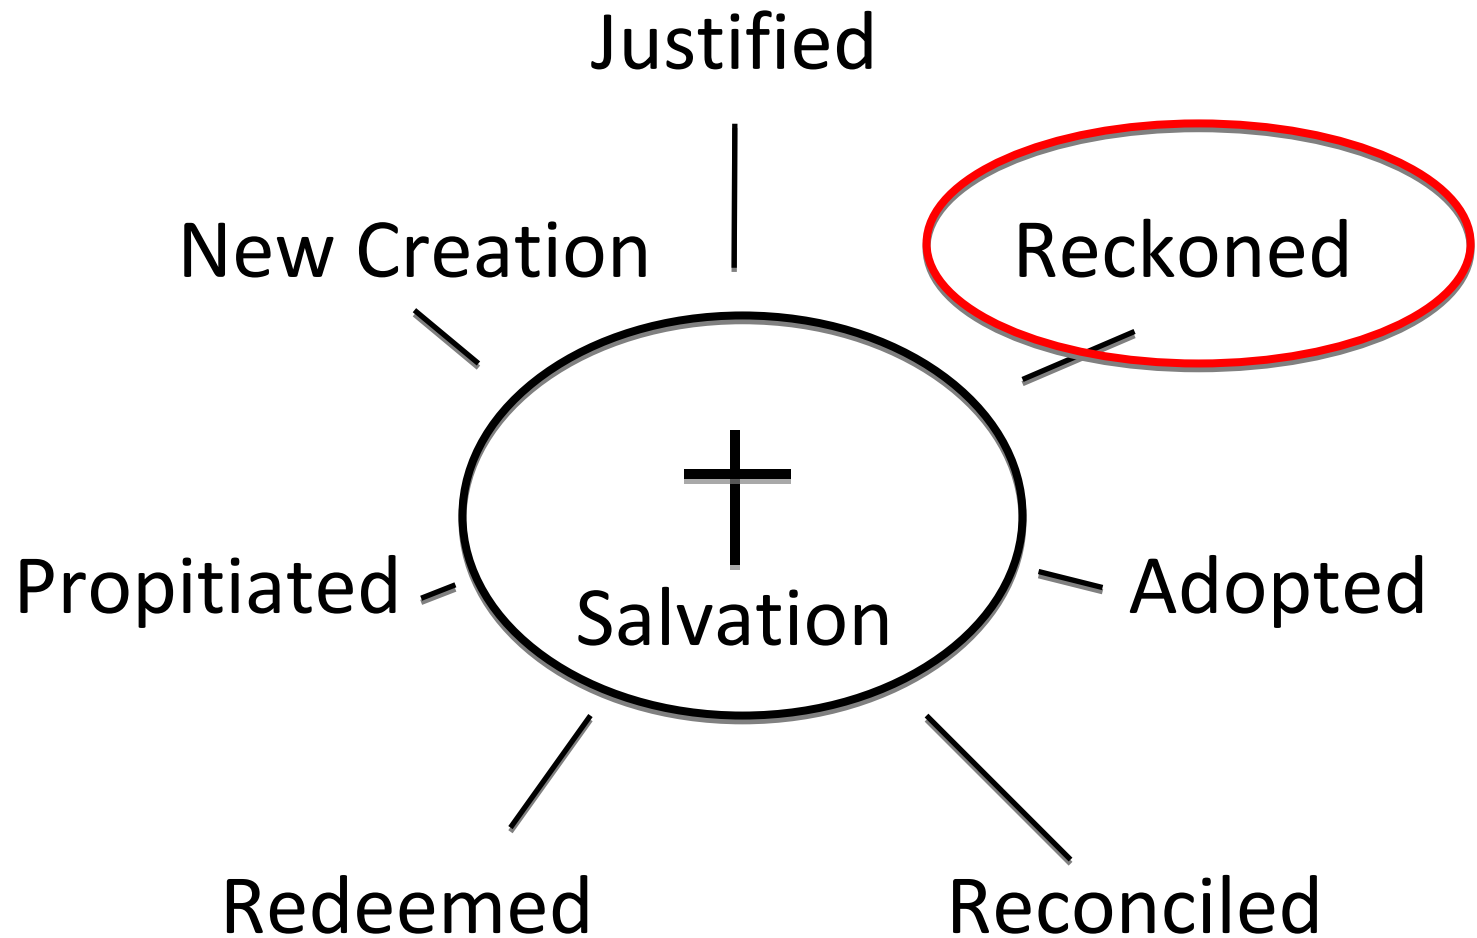 Justified
New Creation
Reckoned
Propitiated
Salvation
Adopted
Redeemed
Reconciled